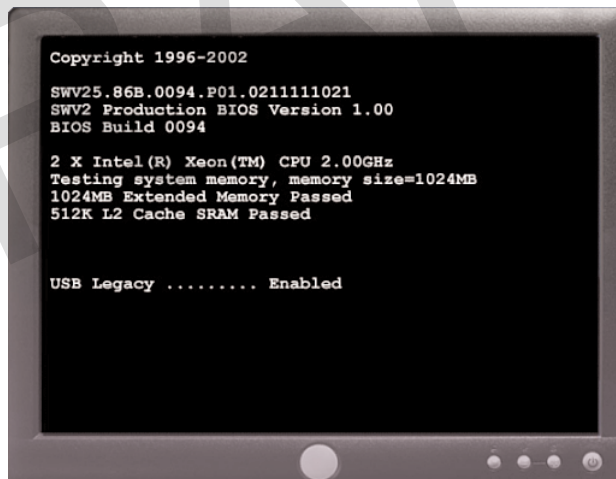 Copyright 1996-2002
SWV25.86B.0094.P01.0211111021
SWV2 Production BIOS Version 1.00
BIOS Build 0094
2 X Intel(R) Xeon(TM) CPU 2.00GHz
Testing system memory, memory size=1024MB
1024MB Extended Memory Passed
512K L2 Cache SRAM Passed
USB Legacy ......... Enabled